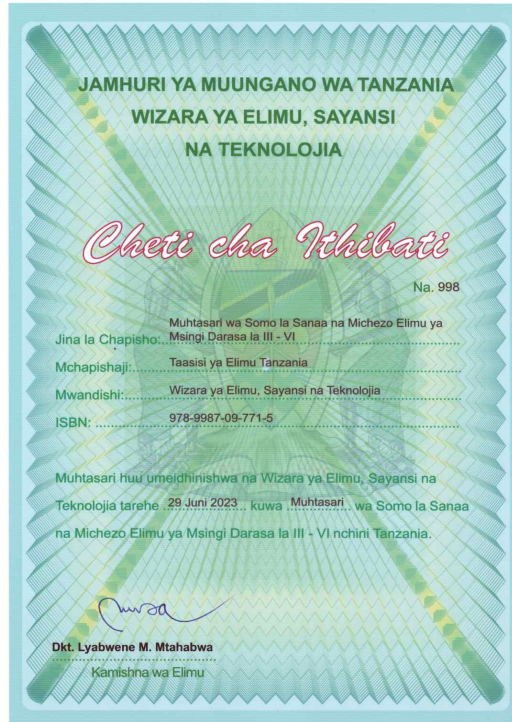 JAMHURI YA MUUNGANO WA TANZANIA
WIZARA YA ELIMU, SAYANSI
NA TEKNOLOJIA
Cheti cha Ithibati
Na. 998
Muhtasari wa Somo la Sanaa na Michezo Elimu ya
Jina la Chapisho: Msingi Darasa la III - VI
Mchapishaji: Taasisi ya Elimu Tanzania
Mwandishi: Wizara ya Elimu, Sayansi na Teknolojia
ISBN: 978-9987-09-771-5
Muhtasari huu umeidhinishwa na Wizara ya Elimu, Sayansi na
Teknolojia tarehe 29 Juni 2023 kuwa Muhtasari wa Somo la Sanaa
na Michezo Elimu ya Msingi Darasa la III - VI nchini Tanzania.
Dkt. Lyabwene M. Mtahabwa
Kamishna wa Elimu